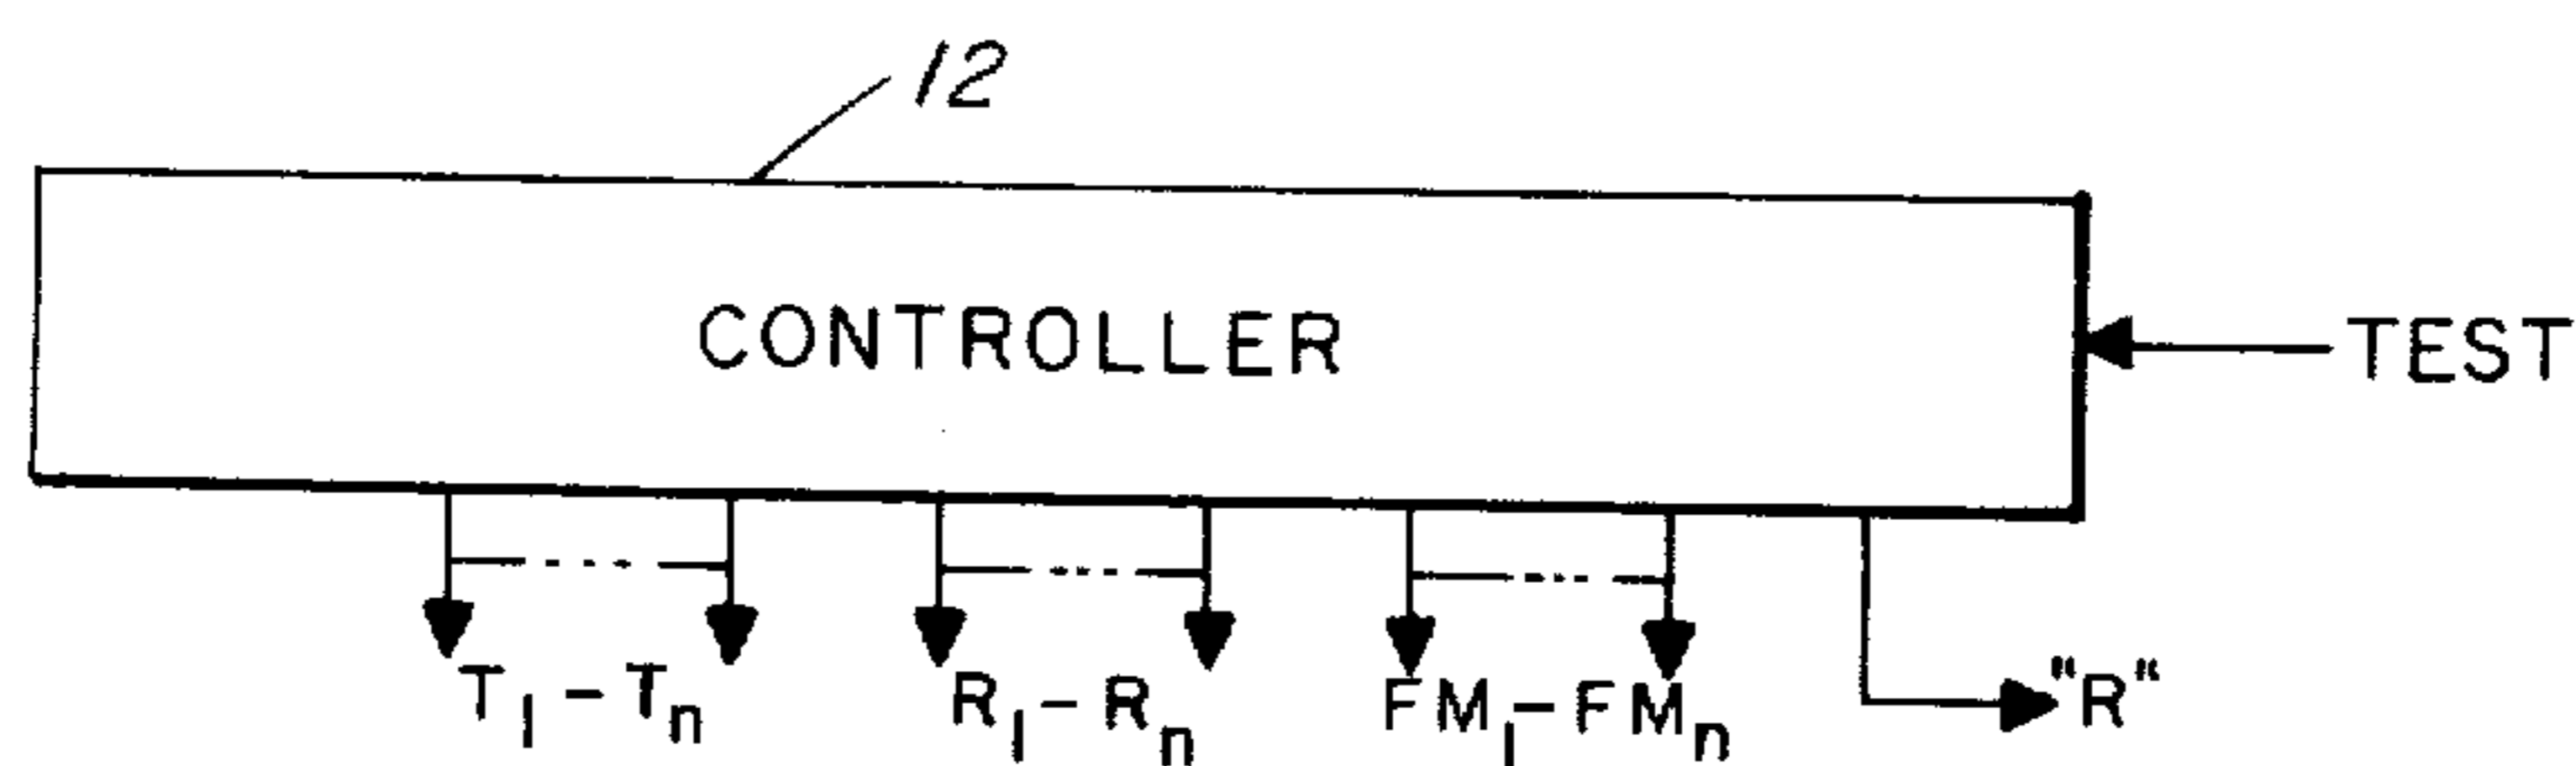 12
CONTROLLER
TEST
T₁-Tₙ R₁-Rₙ FM₁-FMₙ "R"